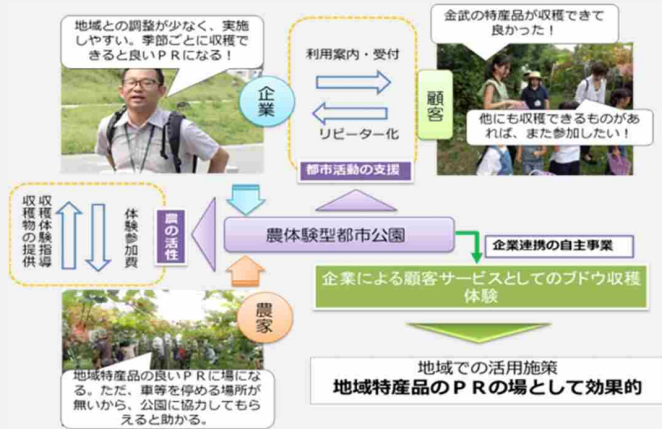 地域との調整が少なく、実施
しやすい。季節ごとに収穫で
きると良いＰＲになる！
企業
利用案内・受付
リピーター化
都市活動の支援
顧客
金武の特産品が収穫できて
良かった！
他にも収穫できるものがあ
れば、また参加したい！
収穫体験指導
収穫物の提供
体験参加費
農の活性
農体験型都市公園
企業連携の自主事業
企業による顧客サービスとしてのブドウ収穫
体験
農家
地域特産品の良いＰＲに場にな
る。ただ、車等を停める場所が
無いから、公園に協力してもら
えると助かる。
地域での活用施策
地域特産品のＰＲの場として効果的